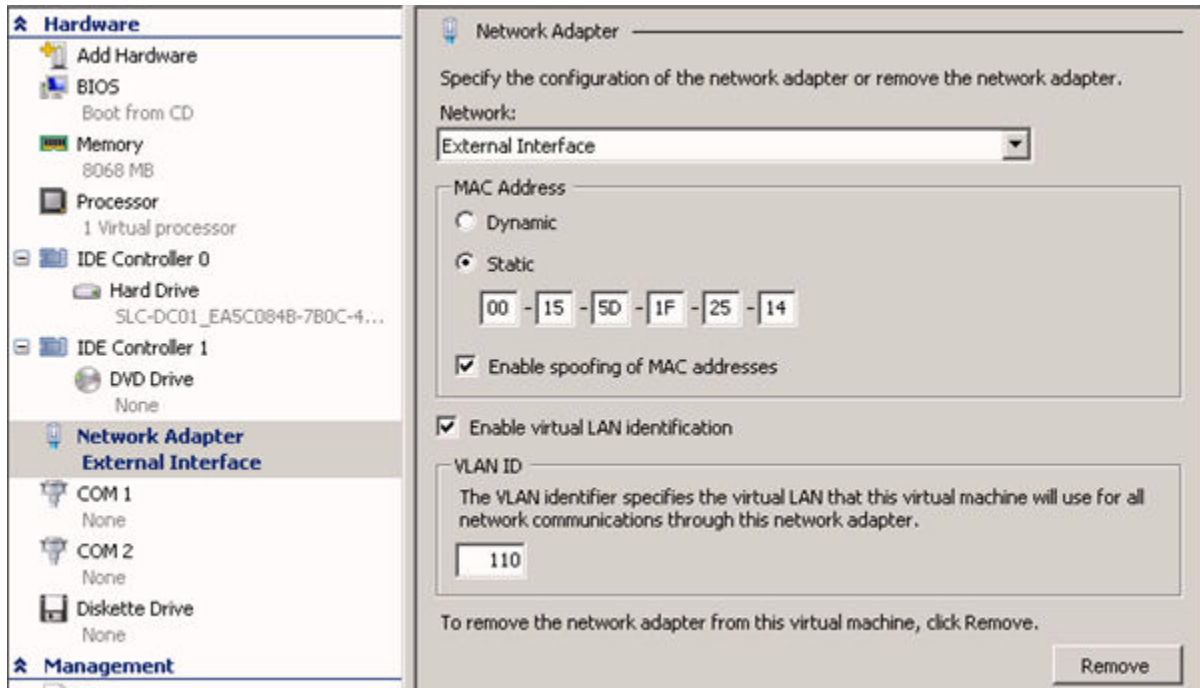 Hardware
Add Hardware
BIOS
Boot from CD
Memory
8068 MB
Processor
1 Virtual processor
IDE Controller 0
Hard Drive
SLC-DC01_EA5C084B-7B0C-4...
IDE Controller 1
DVD Drive
None
Network Adapter
External Interface
COM 1
None
COM 2
None
Diskette Drive
None
Management
Network Adapter
Specify the configuration of the network adapter or remove the network adapter.
Network:
External Interface
MAC Address
Dynamic
Static
00 - 15 - 5D - 1F - 25 - 14
Enable spoofing of MAC addresses
Enable virtual LAN identification
VLAN ID
The VLAN identifier specifies the virtual LAN that this virtual machine will use for all
network communications through this network adapter.
110
To remove the network adapter from this virtual machine, click Remove.
Remove